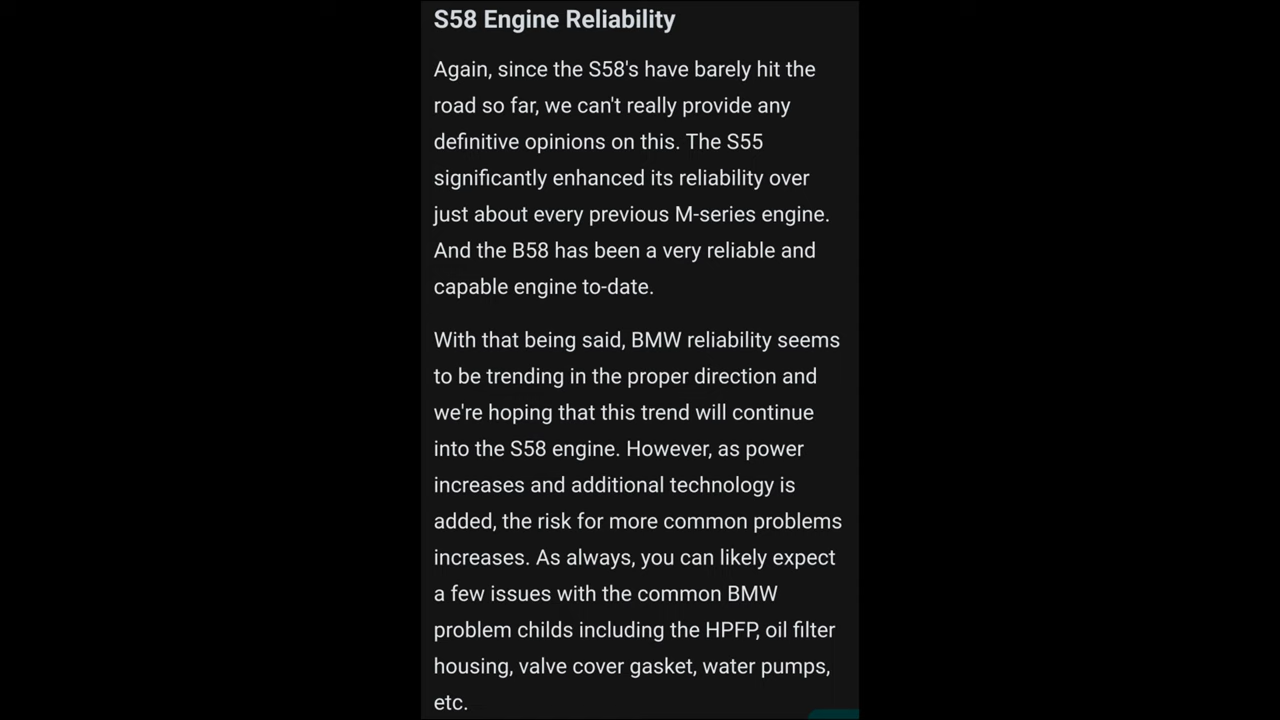 S58 Engine Reliability
Again, since the S58's have barely hit the
road so far, we can't really provide any
definitive opinions on this. The S55
significantly enhanced its reliability over
just about every previous M-series engine.
And the B58 has been a very reliable and
capable engine to-date.
With that being said, BMW reliability seems
to be trending in the proper direction and
we're hoping that this trend will continue
into the S58 engine. However, as power
increases and additional technology is
added, the risk for more common problems
increases. As always, you can likely expect
a few issues with the common BMW
problem childs including the HPFP, oil filter
housing, valve cover gasket, water pumps,
etc.